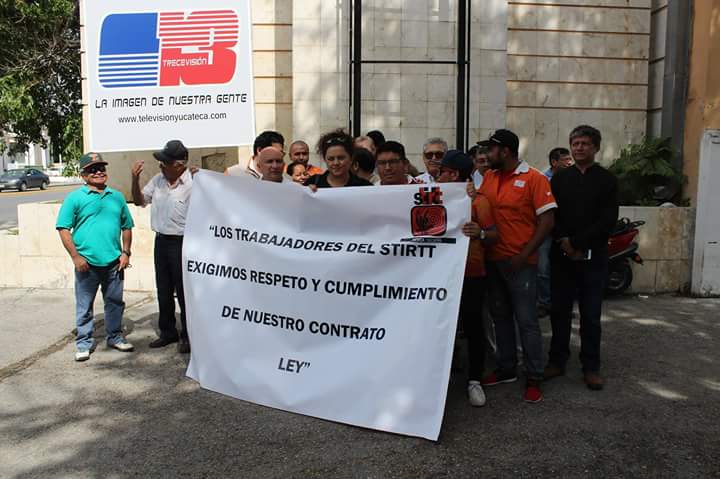 13
TRECEVISIÓN
LA IMAGEN DE NUESTRA GENTE
www.televisionyucateca.com
"LOS TRABAJADORES DEL STIRTT
EXIGIMOS RESPETO Y CUMPLIMIENTO
DE NUESTRO CONTRATO
LEY"